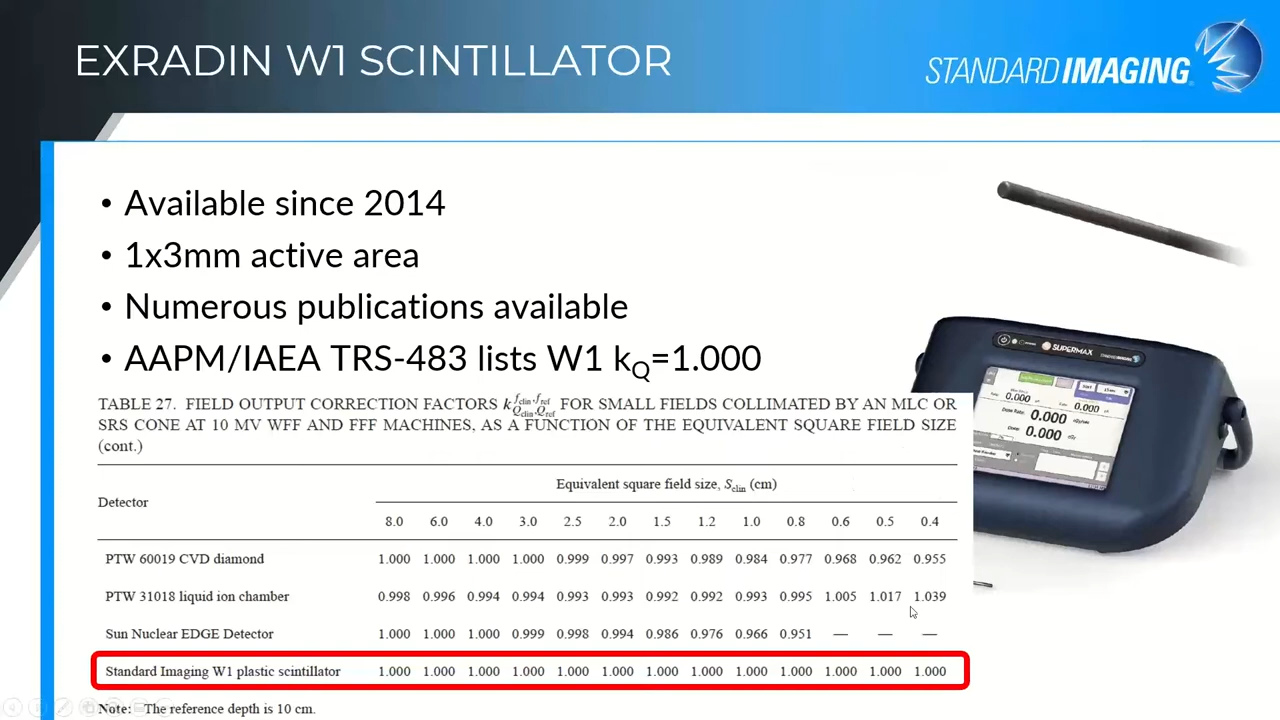 EXRADIN W1 SCINTILLATOR
STANDARD IMAGING
• Available since 2014
• 1x3mm active area
• Numerous publications available
• AAPM/IAEA TRS-483 lists W1 kQ=1.000
SUPERMAX
0.000
0.000
0.000
0.000
TABLE 27. FIELD OUTPUT CORRECTION FACTORS k fclin,fref Qclin,Qref FOR SMALL FIELDS COLLIMATED BY AN MLC OR
SRS CONE AT 10 MV WFF AND FFF MACHINES, AS A FUNCTION OF THE EQUIVALENT SQUARE FIELD SIZE
(cont.)
Detector
Equivalent square field size, Sclin (cm)
8.0 6.0 4.0 3.0 2.5 2.0 1.5 1.2 1.0 0.8 0.6 0.5 0.4
PTW 60019 CVD diamond 1.000 1.000 1.000 1.000 0.999 0.997 0.993 0.989 0.984 0.977 0.968 0.962 0.955
PTW 31018 liquid ion chamber 0.998 0.996 0.994 0.994 0.993 0.993 0.992 0.992 0.993 0.995 1.005 1.017 1.039
Sun Nuclear EDGE Detector 1.000 1.000 1.000 0.999 0.998 0.994 0.986 0.976 0.966 0.951 — — —
Standard Imaging W1 plastic scintillator 1.000 1.000 1.000 1.000 1.000 1.000 1.000 1.000 1.000 1.000 1.000 1.000 1.000
Note: The reference depth is 10 cm.